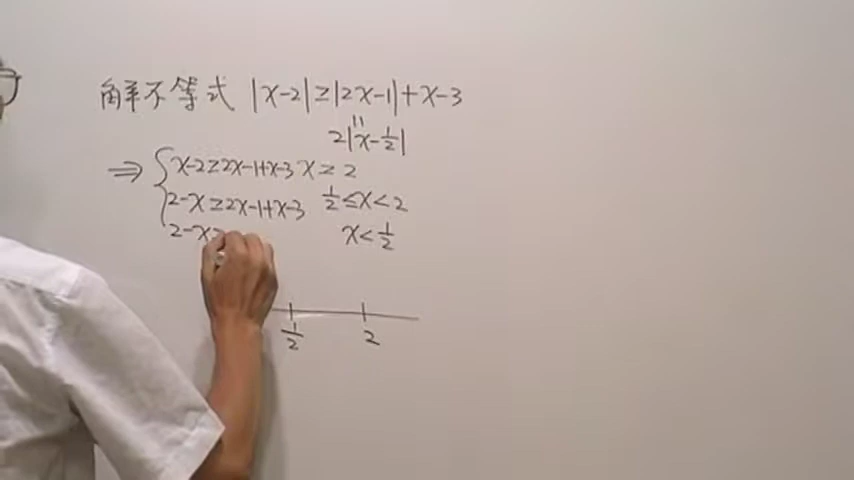 解不等式 |x-2|≥|2x-1|+x-3
=
2|x-1/2|
⇒ { x-2≥2x-1+x-3 x≥2
2-x≥2x-1+x-3 1/2≤x<2
2-x≥ x<1/2
1/2 2